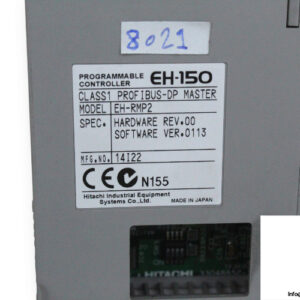 8021
PROGRAMMABLE CONTROLLER EH-150
CLASS1 PROFIBUS-DP MASTER
MODEL EH-RMP2
SPEC. HARDWARE REV.00
SOFTWARE VER.0113
MFG.NO. 14I22
CE N155
Hitachi Industrial Equipment
Systems Co.,Ltd. MADE IN JAPAN
HITACHI